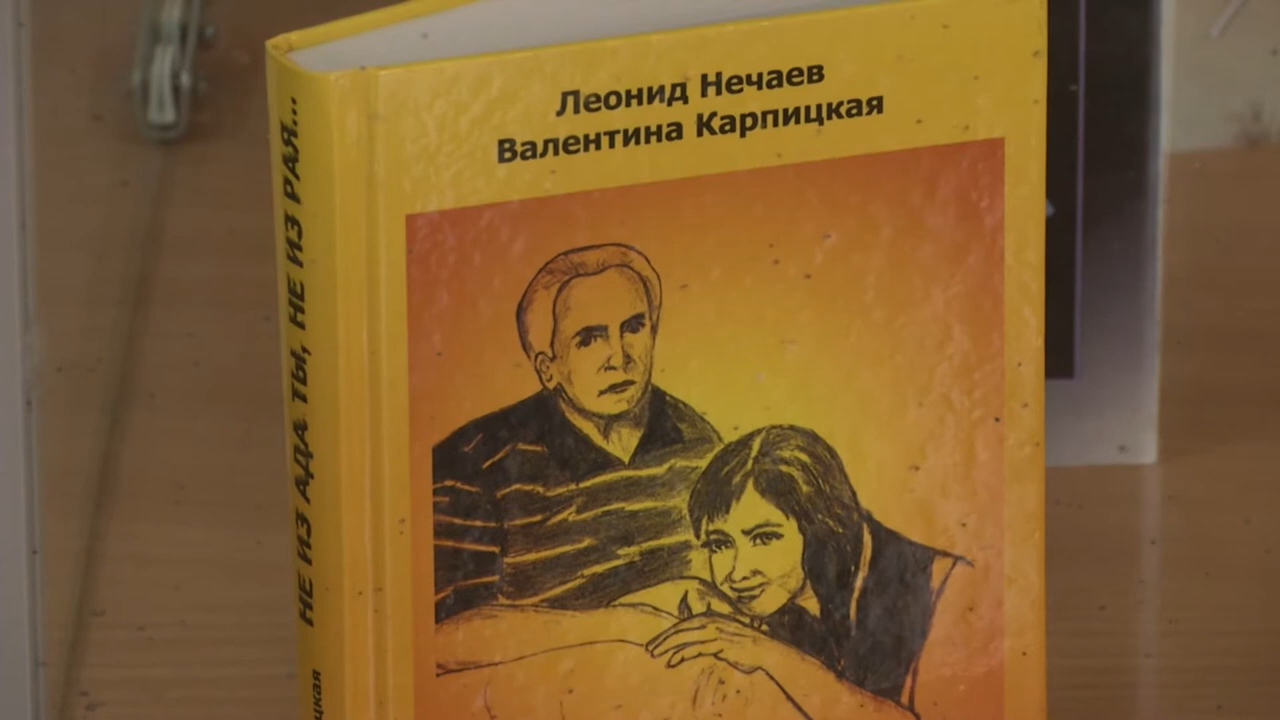 Леонид Нечаев
Валентина Карпицкая
НЕ ИЗ АДА ТЫ, НЕ ИЗ РАЯ...